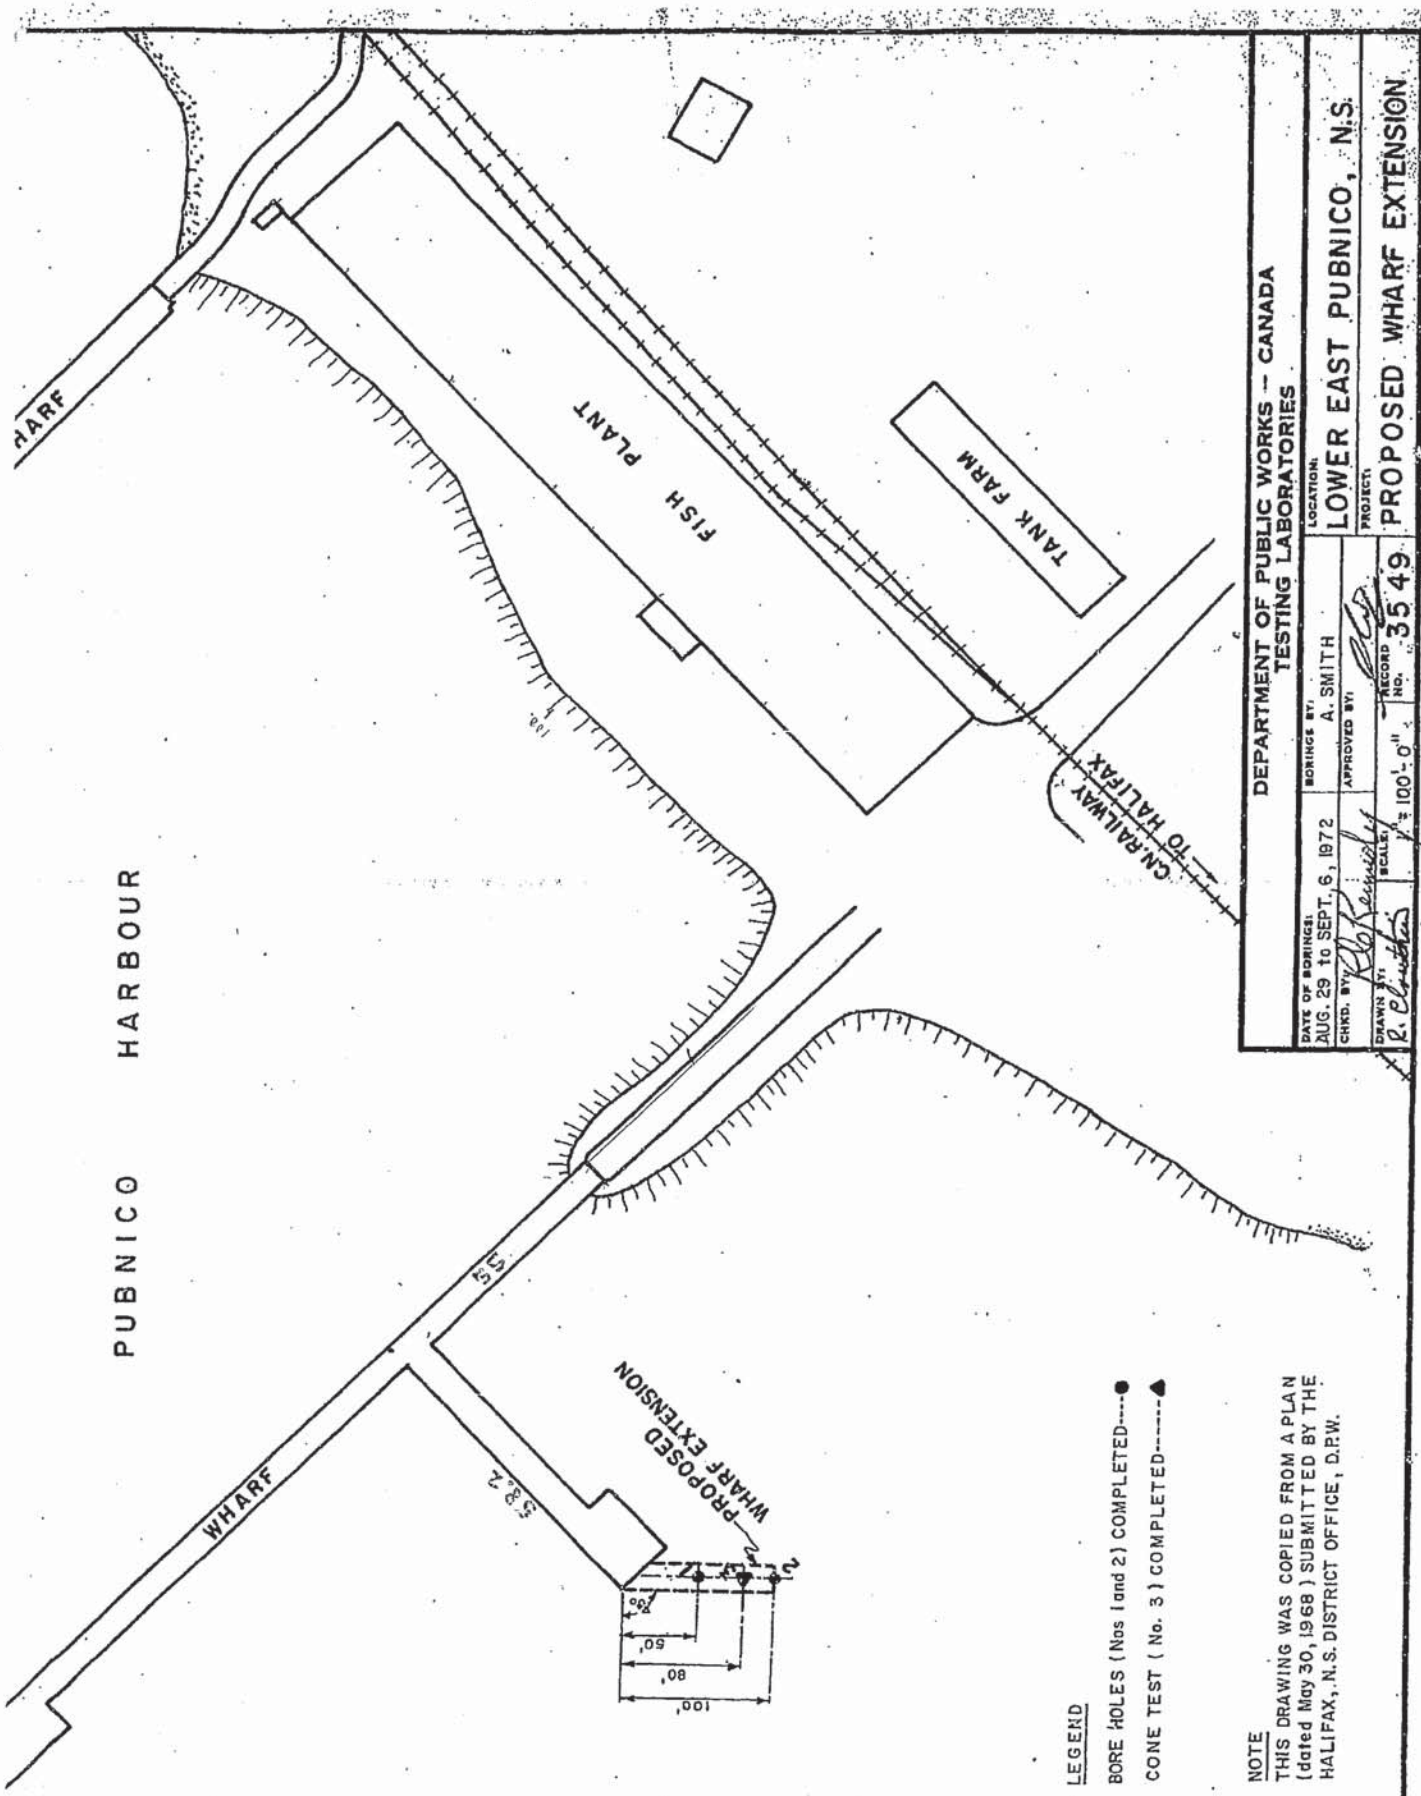 PUBNICO HARBOUR
WHARF
HARF
FISH
PLANT
TANK FARM
CN.RAILWAY
TO HALIFAX
PROPOSED
WHARF EXTENSION
1
3
2
50'
80'
100'
LEGEND
BORE HOLES (Nos 1 and 2) COMPLETED
CONE TEST (No. 3) COMPLETED
NOTE
THIS DRAWING WAS COPIED FROM A PLAN
(dated May 30, 1968) SUBMITTED BY THE
HALIFAX, N.S. DISTRICT OFFICE, D.P.W.
DEPARTMENT OF PUBLIC WORKS - CANADA
TESTING LABORATORIES
DATE OF BORINGS:
AUG. 29 to SEPT. 6, 1972
BORINGS BY:
A. SMITH
LOCATION:
LOWER EAST PUBNICO, N.S.
CHKD. BY:
APPROVED BY:
PROJECT:
PROPOSED WHARF EXTENSION
DRAWN BY:
SCALE:
1" = 100'-0"
RECORD
NO. 3549